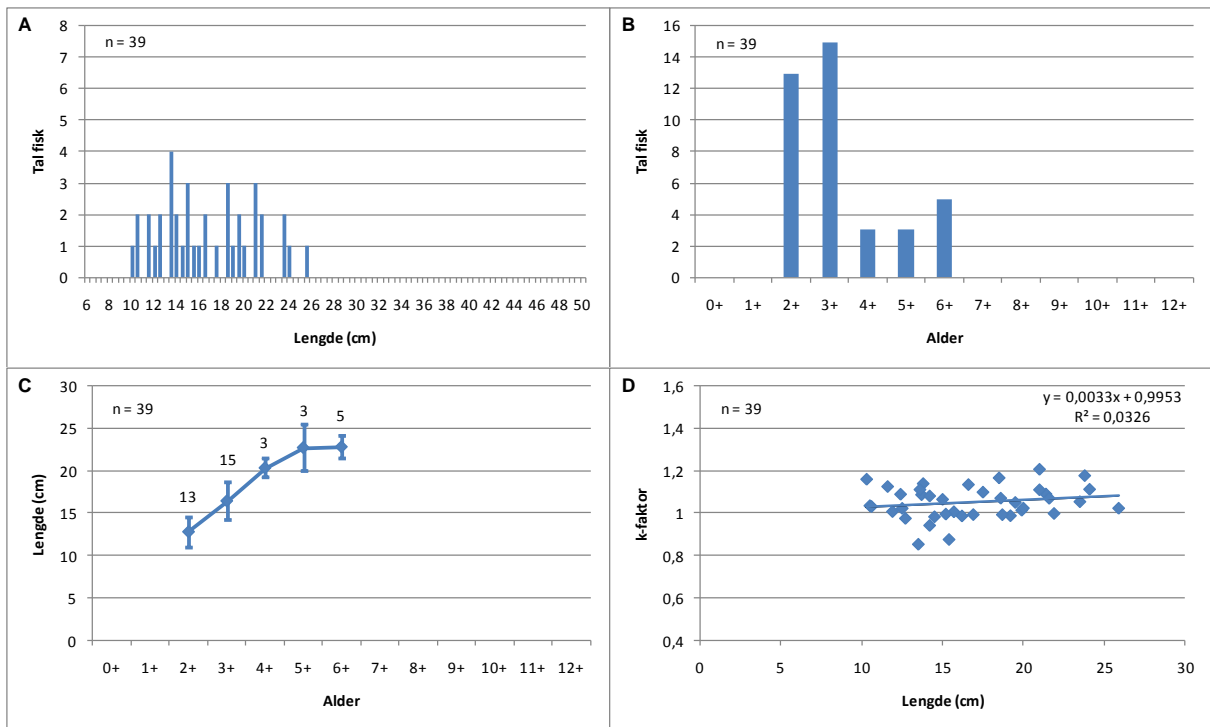 A
n = 39
Tal fisk
8
7
6
5
4
3
2
1
0
6 8 10 12 14 16 18 20 22 24 26 28 30 32 34 36 38 40 42 44 46 48 50
Lengde (cm)
B
n = 39
Tal fisk
16
14
12
10
8
6
4
2
0
0+ 1+ 2+ 3+ 4+ 5+ 6+ 7+ 8+ 9+ 10+ 11+ 12+
Alder
C
n = 39
Lengde (cm)
30
25
20
15
10
5
0
13 15 3 3 5
0+ 1+ 2+ 3+ 4+ 5+ 6+ 7+ 8+ 9+ 10+ 11+ 12+
Alder
D
n = 39
y = 0,0033x + 0,9953
R² = 0,0326
k-faktor
1,6
1,4
1,2
1
0,8
0,6
0,4
0 5 10 15 20 25 30
Lengde (cm)